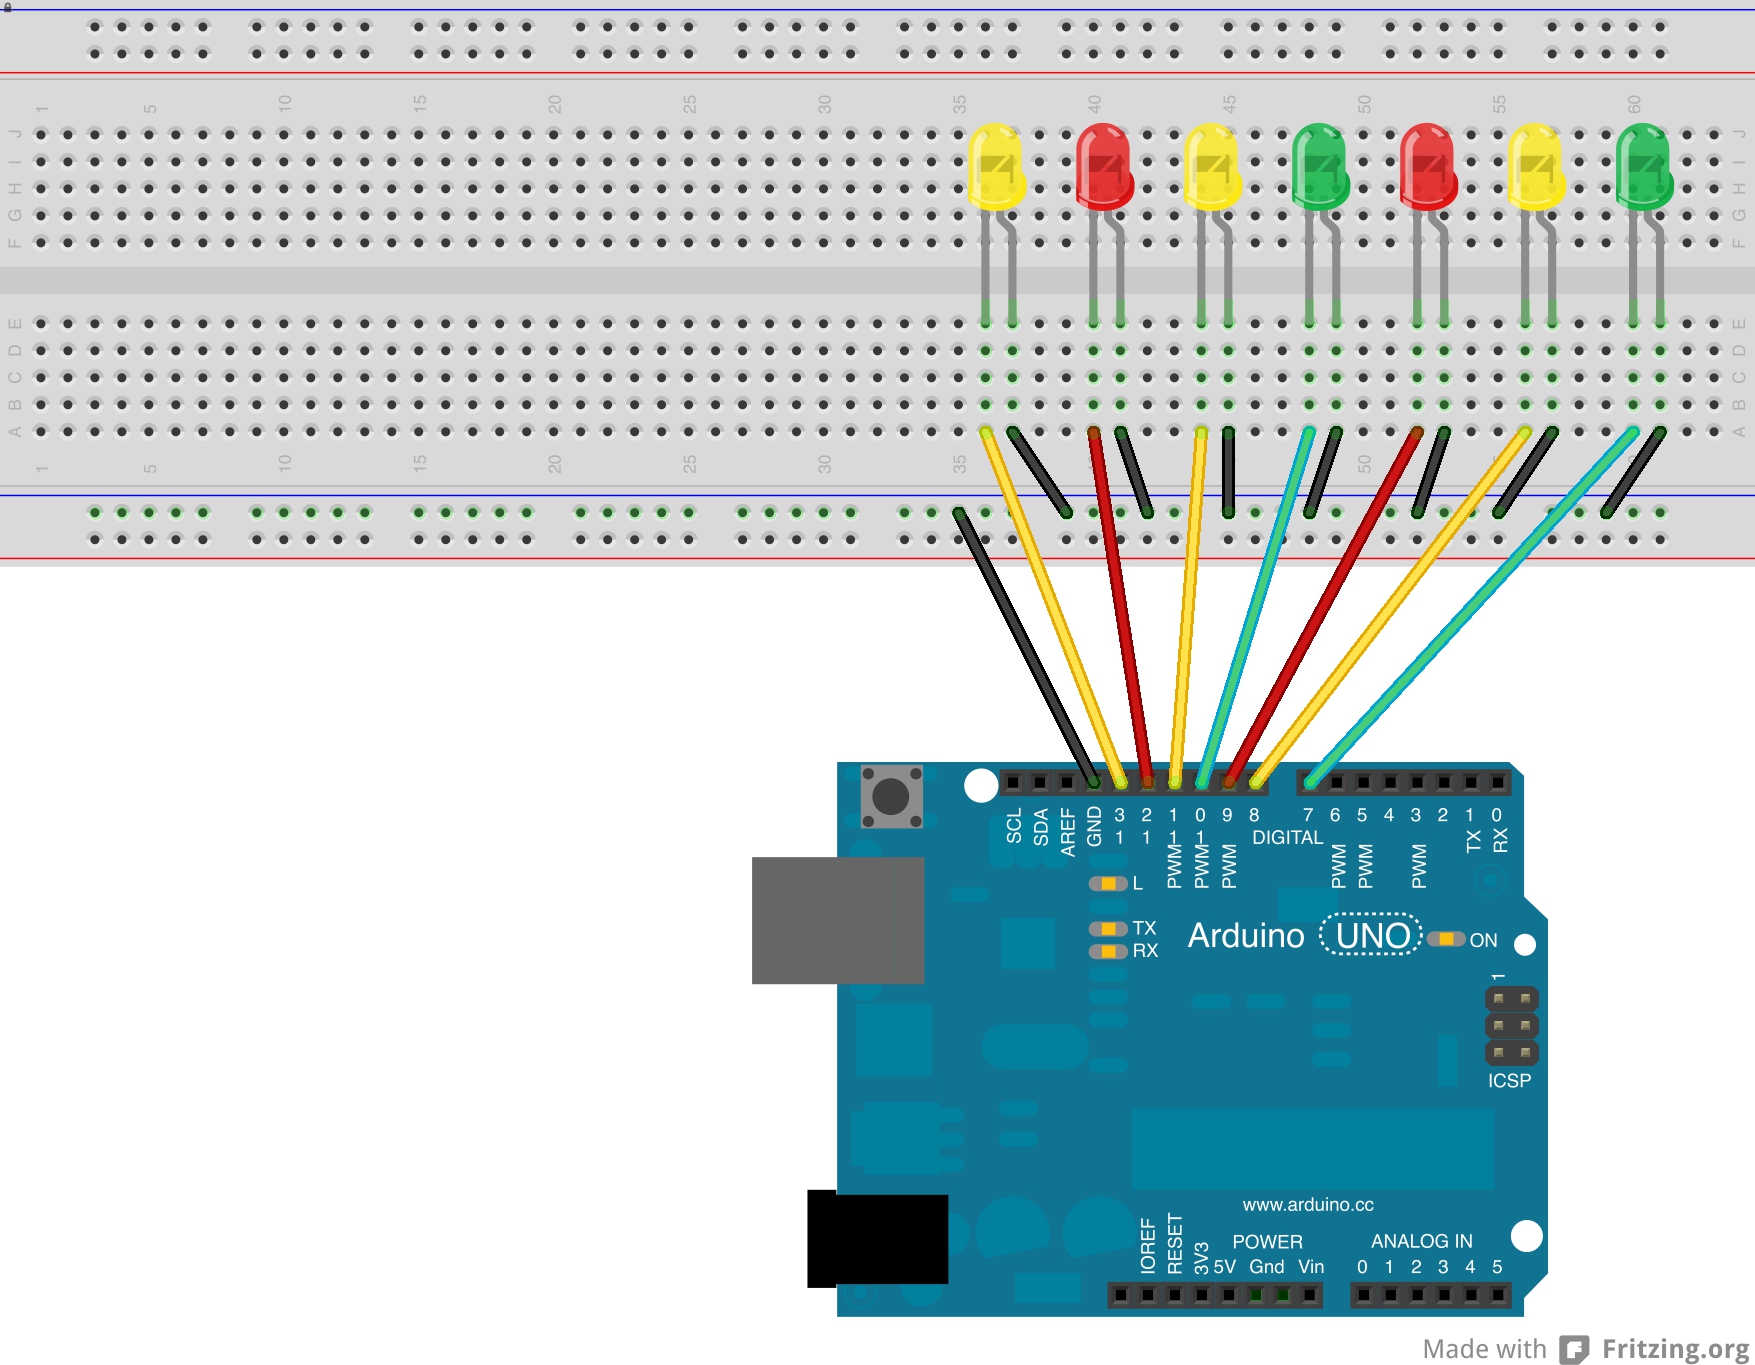 1 5 10 15 20 25 30 35 40 45 50 55 60
J J
I I
H H
G G
F F
E E
D D
C C
B B
A A
1 5 10 15 20 25 30 35 50
SCL SDA AREF GND 13 12 PWM 11 PWM 10 PWM 9 8 7 PWM 6 PWM 5 4 PWM 3 2 TX 1 RX 0
DIGITAL
L
TX
RX
Arduino UNO ON
1
ICSP
www.arduino.cc
POWER ANALOG IN
IOREF RESET 3V3 5V Gnd Vin 0 1 2 3 4 5
Made with Fritzing.org